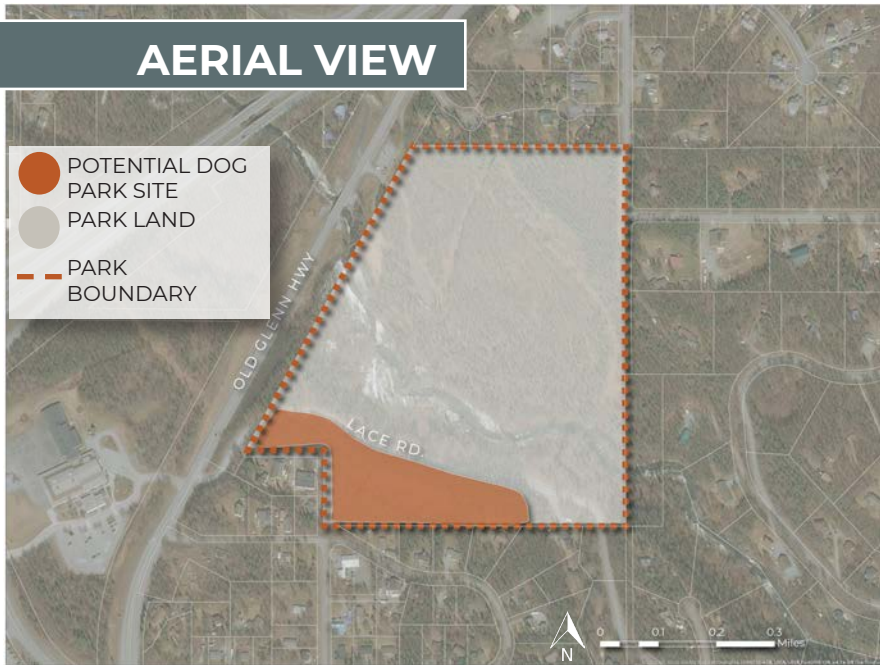 AERIAL VIEW
POTENTIAL DOG
PARK SITE
PARK LAND
PARK
BOUNDARY
OLD GLENN HWY
LACE RD.
N
0 0.1 0.2 0.3
Miles